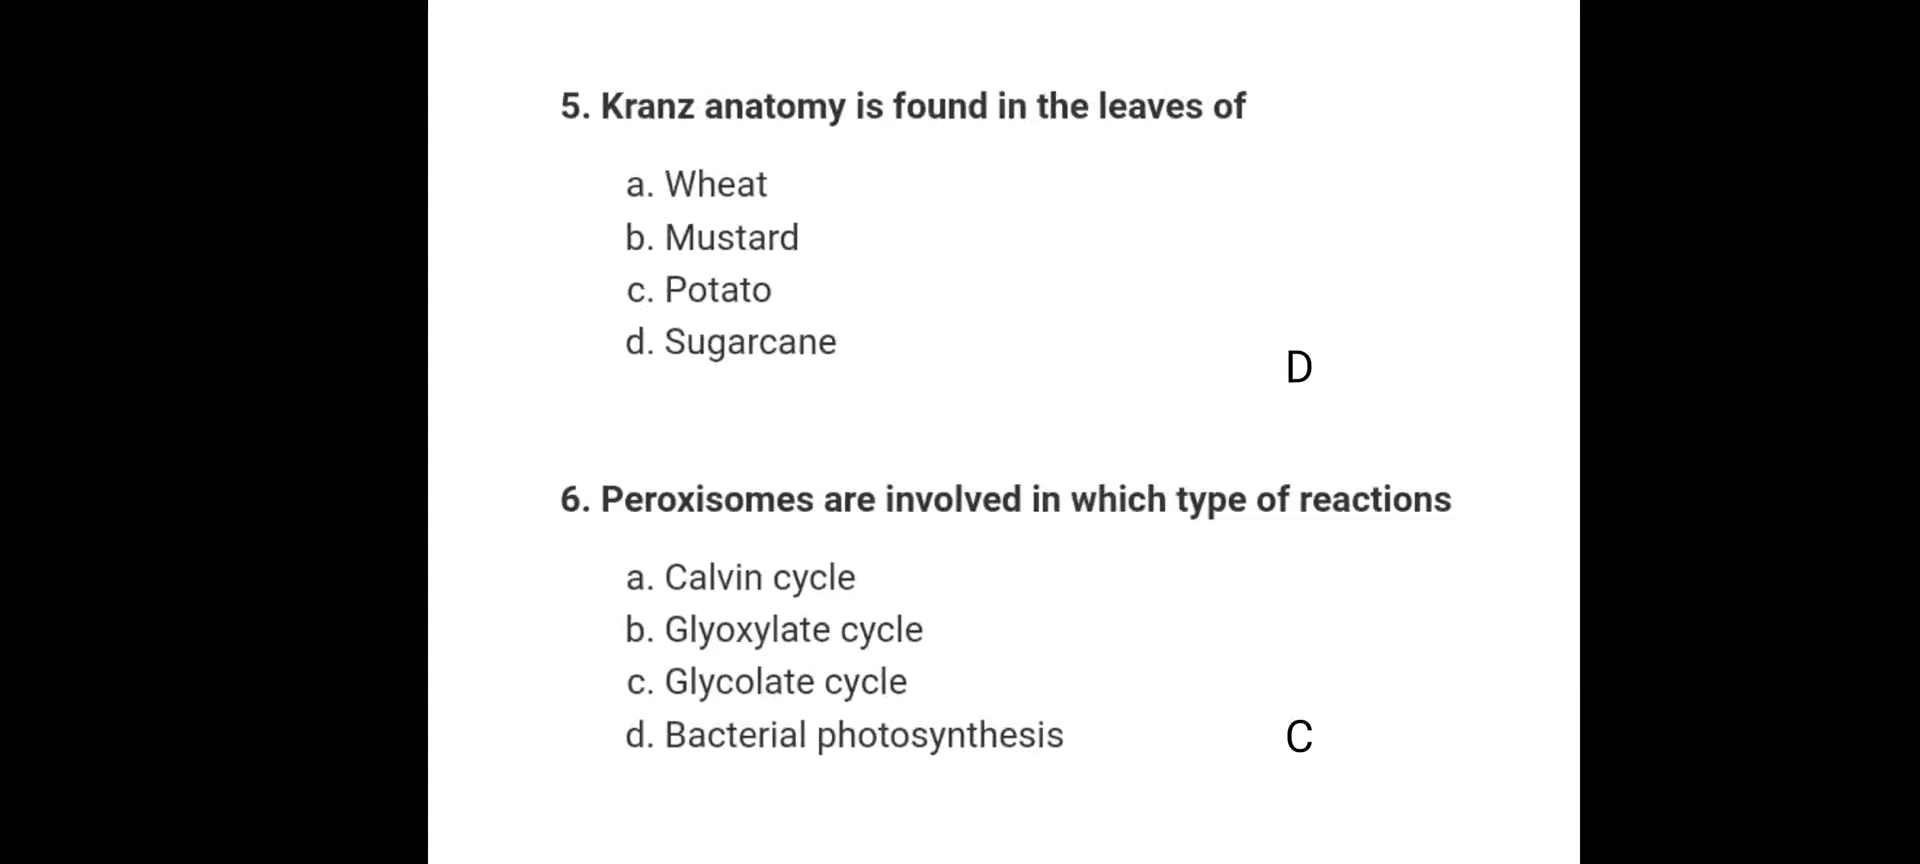 5. Kranz anatomy is found in the leaves of
a. Wheat
b. Mustard
c. Potato
d. Sugarcane
D
6. Peroxisomes are involved in which type of reactions
a. Calvin cycle
b. Glyoxylate cycle
c. Glycolate cycle
d. Bacterial photosynthesis
C